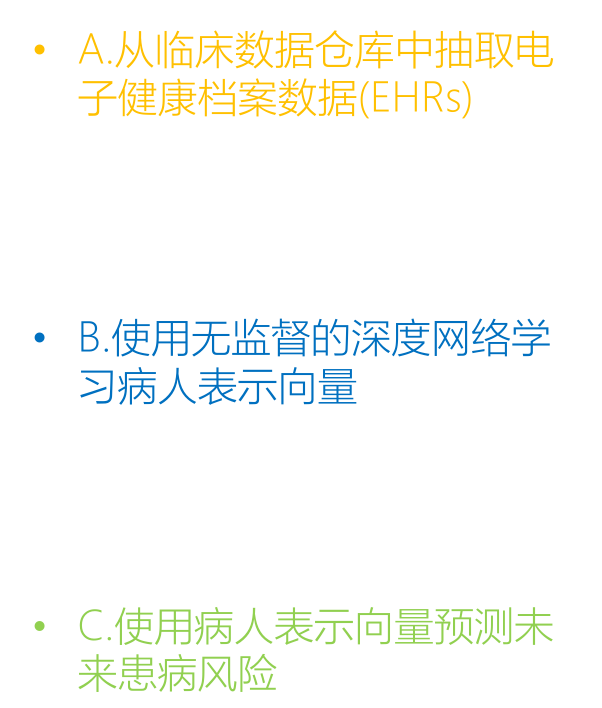 • A.从临床数据仓库中抽取电
子健康档案数据(EHRs)
• B.使用无监督的深度网络学
习病人表示向量
• C.使用病人表示向量预测未
来患病风险